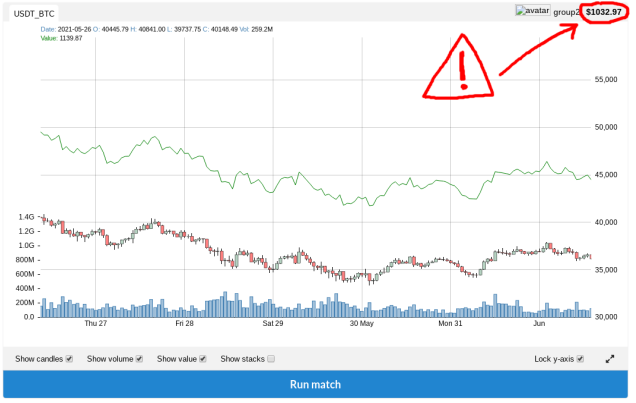 USDT_BTC
avatar group2 $1032.97
Date: 2021-05-26 O: 40445.79 H: 40841.00 L: 39737.75 C: 40148.49 Vol: 259.2M
Value: 1139.87
!
55,000
50,000
45,000
1.4G 40,000
1.2G
1.0G
800M 35,000
600M
400M
200M
0.0 30,000
Thu 27 Fri 28 Sat 29 30 May Mon 31 Jun
Show candles Show volume Show value Show stacks Lock y-axis
Run match